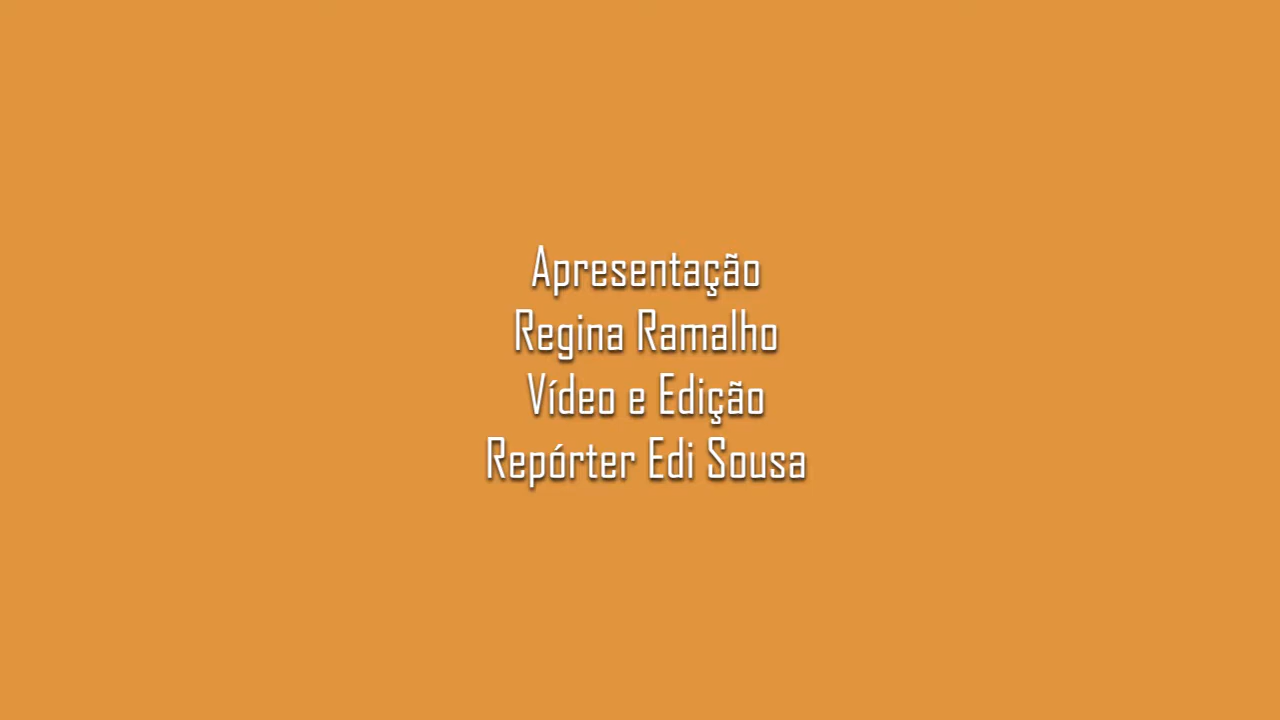 Apresentação
Regina Ramalho
Vídeo e Edição
Repórter Edi Sousa